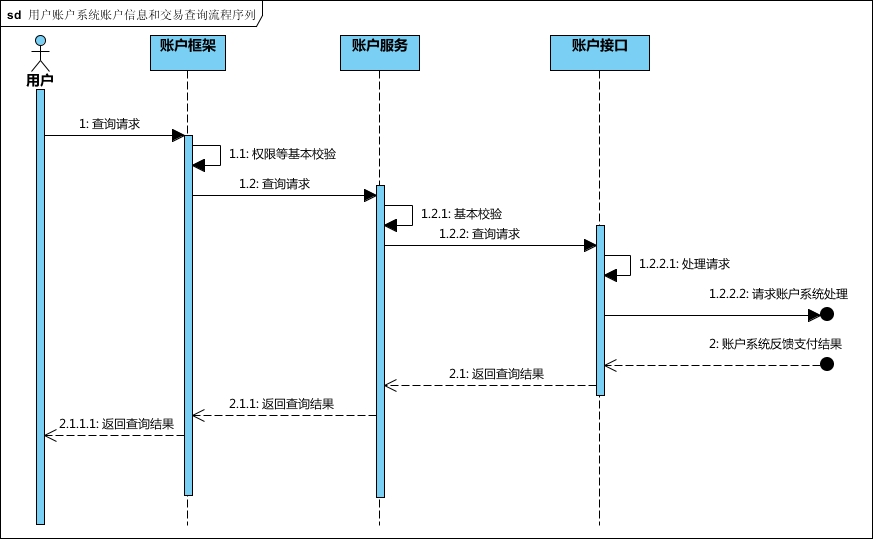 sd 用户账户系统账户信息和交易查询流程序列
账户框架
账户服务
账户接口
用户
1: 查询请求
1.1: 权限等基本校验
1.2: 查询请求
1.2.1: 基本校验
1.2.2: 查询请求
1.2.2.1: 处理请求
1.2.2.2: 请求账户系统处理
2: 账户系统反馈支付结果
2.1: 返回查询结果
2.1.1: 返回查询结果
2.1.1.1: 返回查询结果